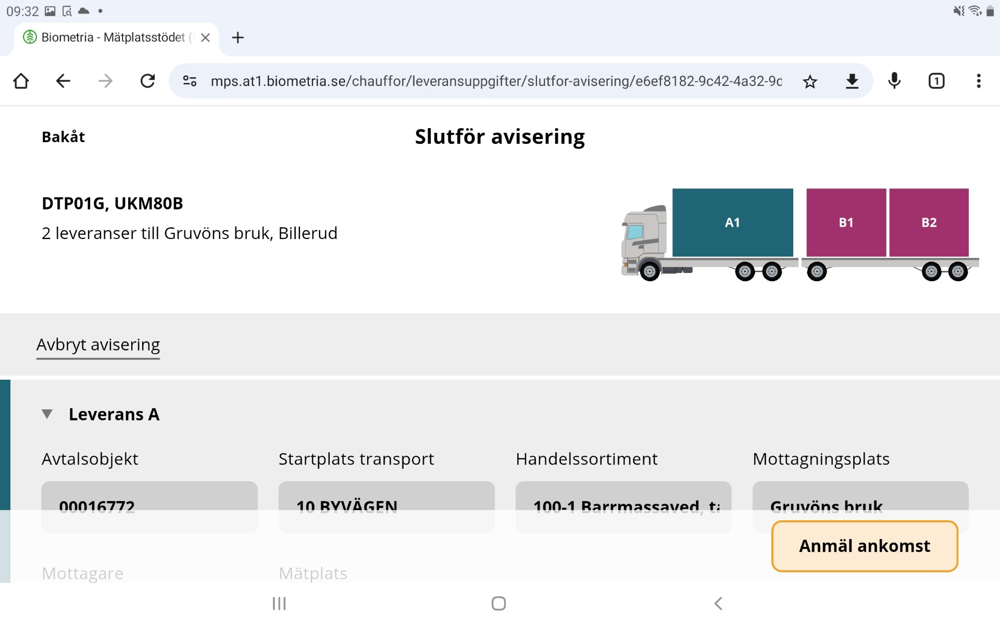 09:32
Biometria - Mätplatsstödet (
mps.at1.biometria.se/chauffor/leveransuppgifter/slutfor-avisering/e6ef8182-9c42-4a32-9d
1
Bakåt
Slutför avisering
DTP01G, UKM80B
2 leveranser till Gruvöns bruk, Billerud
A1
B1
B2
Avbryt avisering
Leverans A
Avtalsobjekt
Startplats transport
Handelssortiment
Mottagningsplats
00016772
10 BYVÄGEN
100-1 Barrmassaved, ta
Gruvöns bruk
Anmäl ankomst
Mottagare
Mätplats